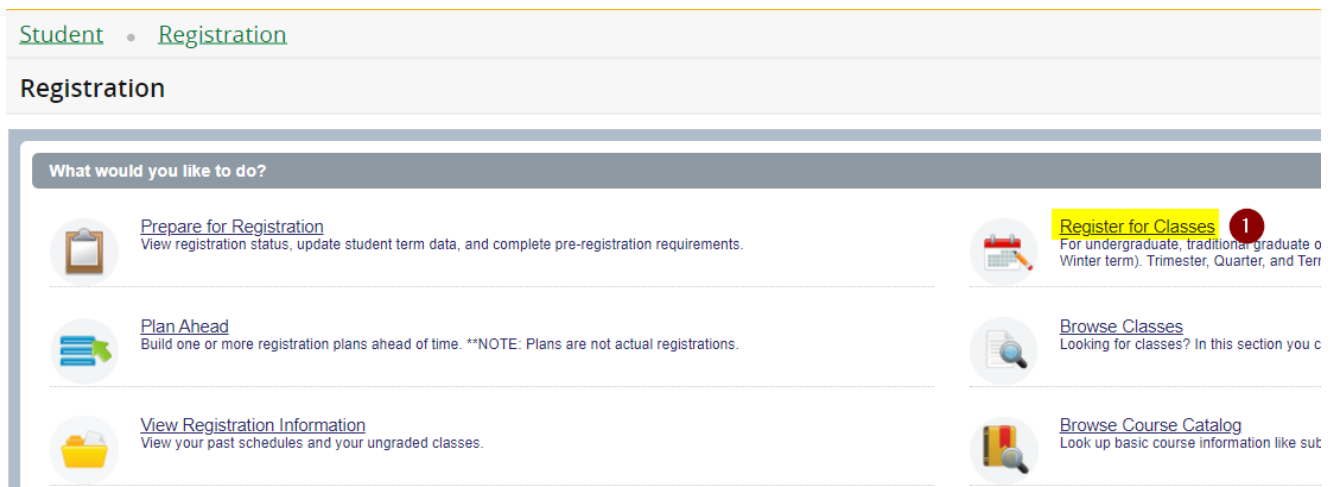 Student • Registration
Registration
What would you like to do?
Prepare for Registration
View registration status, update student term data, and complete pre-registration requirements.
Register for Classes 1
For undergraduate, traditional graduate
Winter term). Trimester, Quarter, and
Plan Ahead
Build one or more registration plans ahead of time. **NOTE: Plans are not actual registrations.
Browse Classes
Looking for classes? In this section you
View Registration Information
View your past schedules and your ungraded classes.
Browse Course Catalog
Look up basic course information like